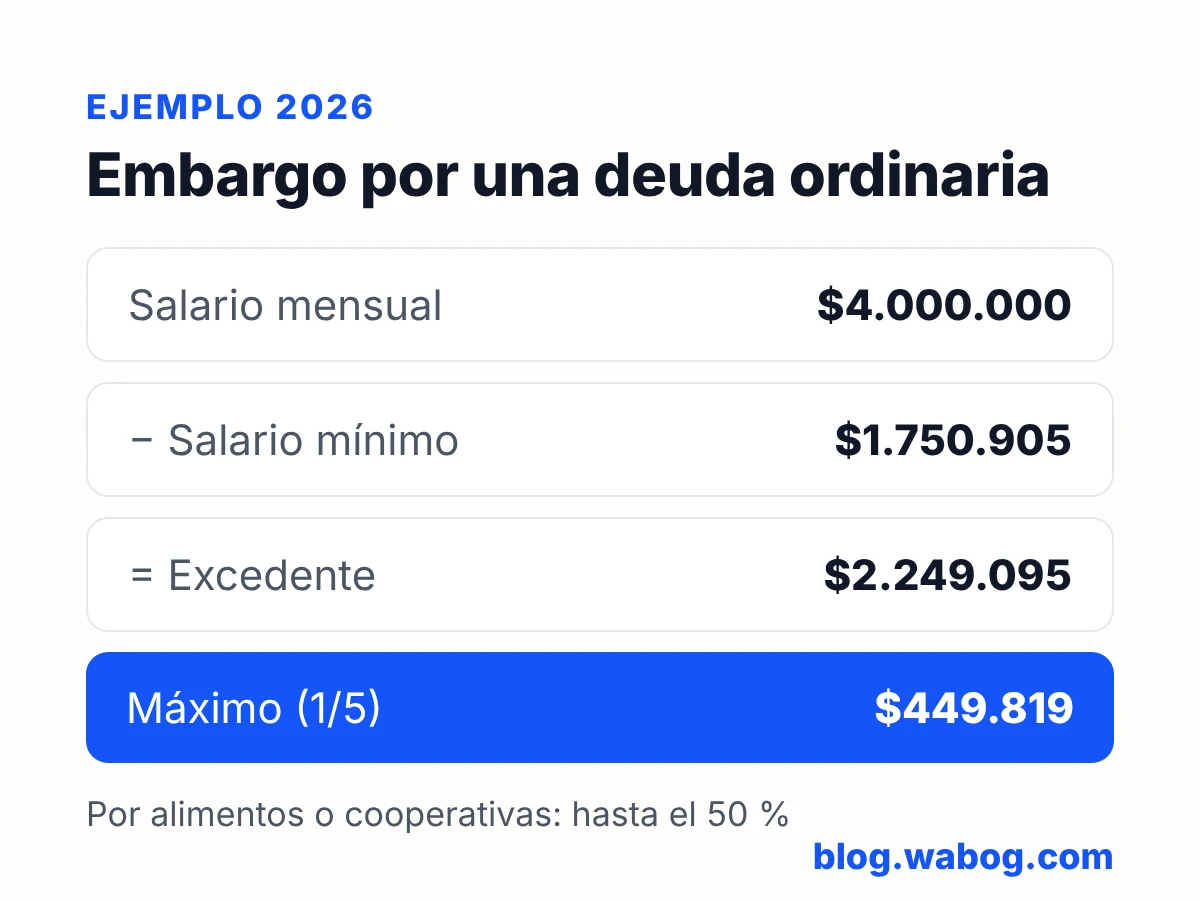 EJEMPLO 2026
Embargo por una deuda ordinaria
Salario mensual $4.000.000
− Salario mínimo $1.750.905
= Excedente $2.249.095
Máximo (1/5) $449.819
Por alimentos o cooperativas: hasta el 50 %
blog.wabog.com